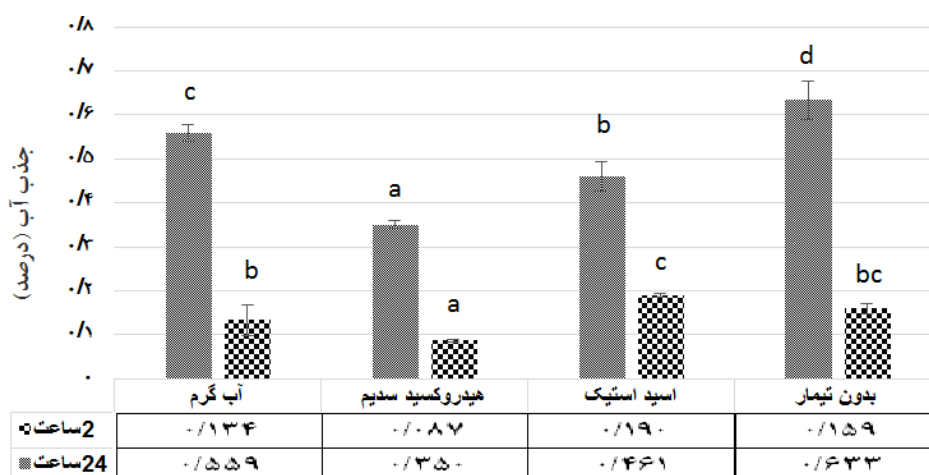 جذب آب (درصد)
۰/۸
۰/۷
۰/۶
۰/۵
۰/۴
۰/۳
۰/۲
۰/۱
۰
c
b
a
a
b
c
d
bc
آب گرم هیدروکسید سدیم اسید استیک بدون تیمار
2ساعت ۰/۱۳۴ ۰/۰۸۷ ۰/۱۹۰ ۰/۱۵۹
24ساعت ۰/۵۵۹ ۰/۳۵۰ ۰/۴۶۱ ۰/۶۳۳